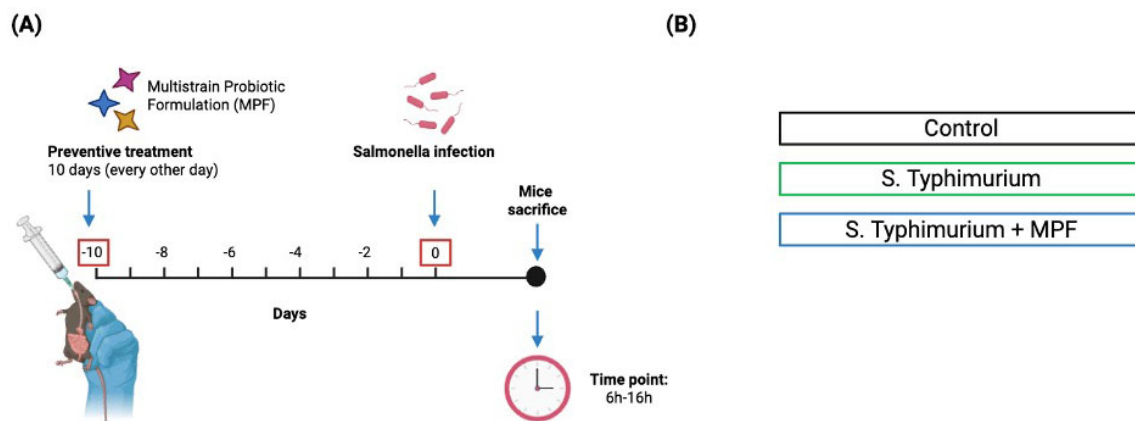 (A)
Multistrain Probiotic
Formulation (MPF)
Preventive treatment
10 days (every other day)
Salmonella infection
Mice
sacrifice
-10
-8
-6
-4
-2
0
Days
Time point:
6h-16h
(B)
Control
S. Typhimurium
S. Typhimurium + MPF